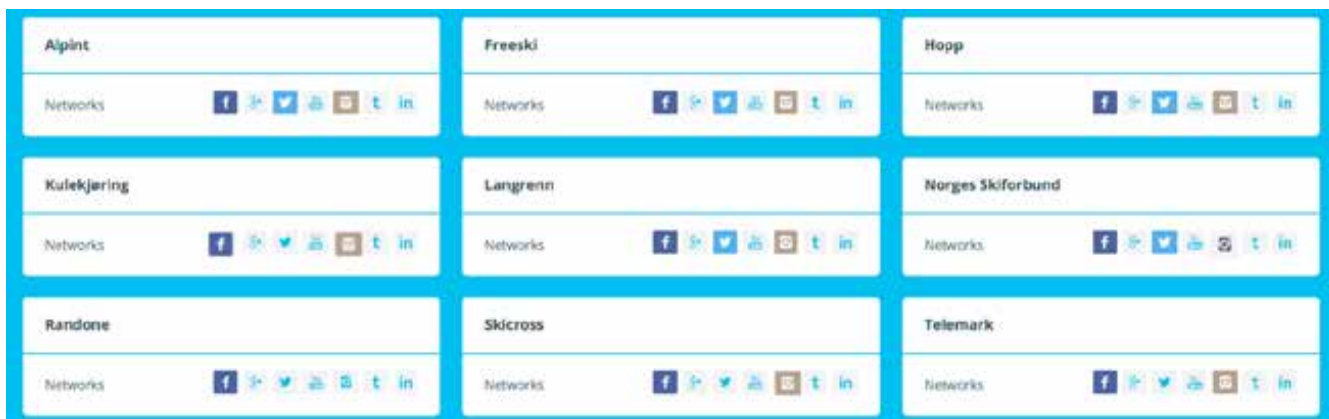 Alpint
Freeski
Hopp
Networks
Networks
Networks
Kulekjøring
Langrenn
Norges Skiforbund
Networks
Networks
Networks
Randone
Skicross
Telemark
Networks
Networks
Networks